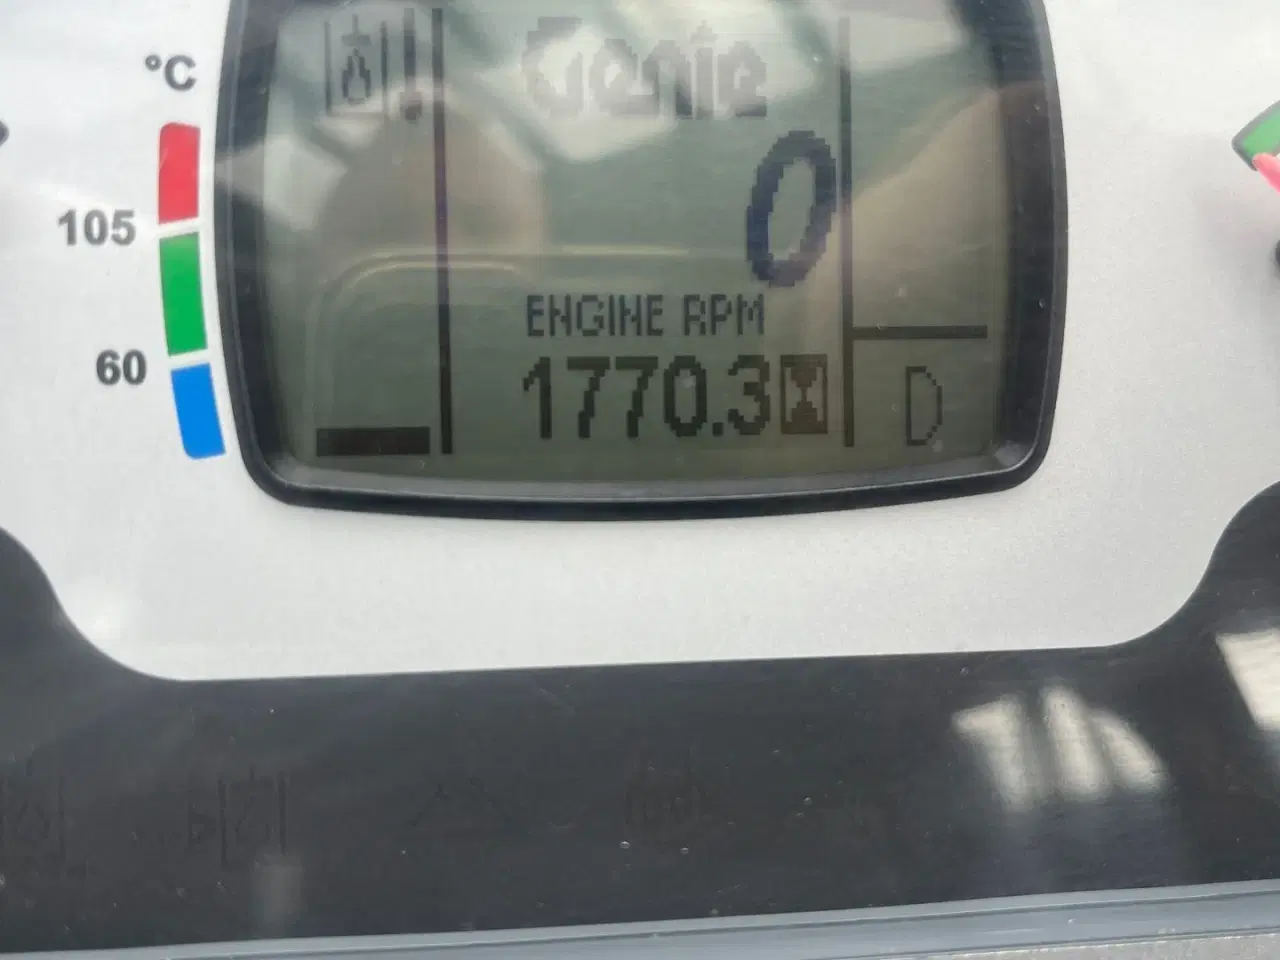 °C
Genie
105
0
ENGINE RPM
60
1770.3
D